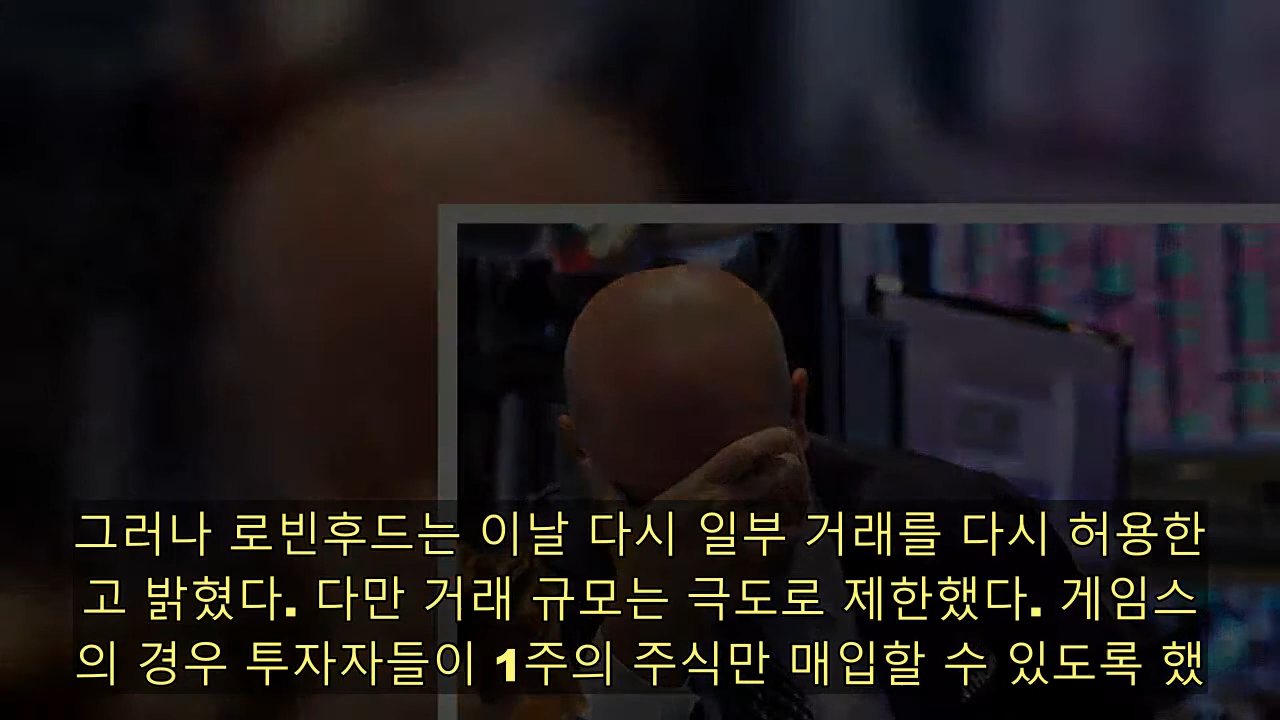 그러나 로빈후드는 이날 다시 일부 거래를 다시 허용한
고 밝혔다. 다만 거래 규모는 극도로 제한했다. 게임스
의 경우 투자자들이 1주의 주식만 매입할 수 있도록 했